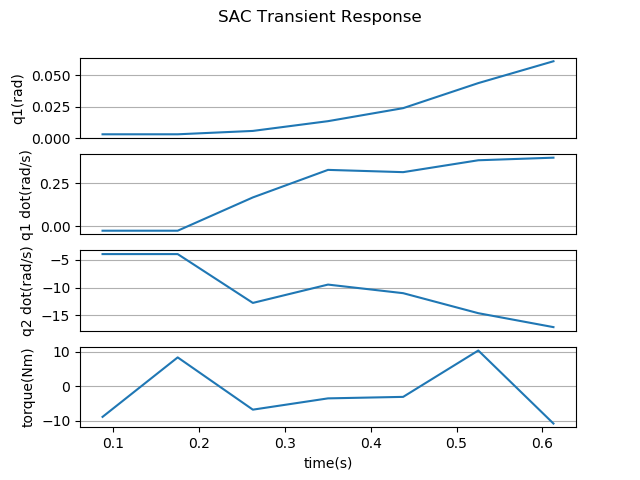 SAC Transient Response
q1(rad)
0.050
0.025
0.000
q1 dot(rad/s)
0.25
0.00
q2 dot(rad/s)
−5
−10
−15
torque(Nm)
10
0
−10
0.1 0.2 0.3 0.4 0.5 0.6
time(s)